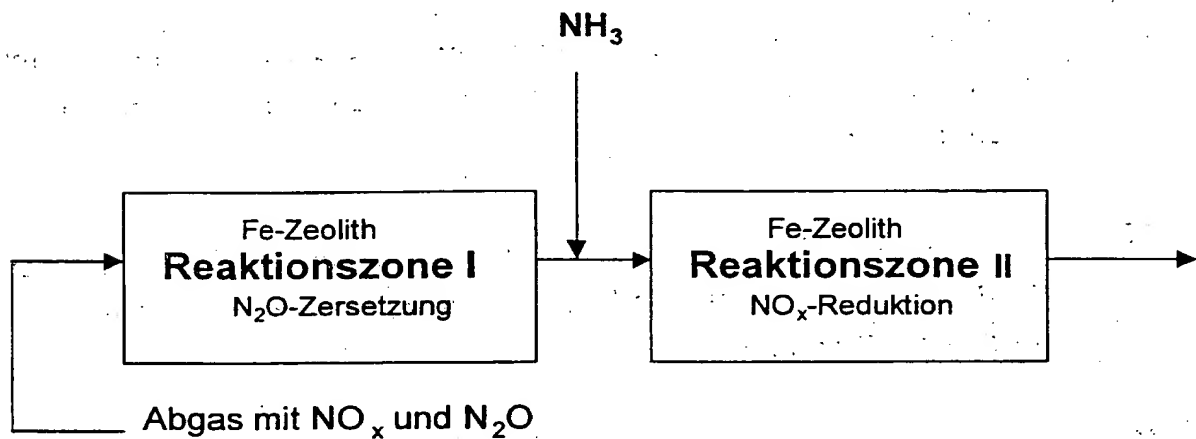 NH₃
Fe-Zeolith
Reaktionszone I
N₂O-Zersetzung
Fe-Zeolith
Reaktionszone II
NOₓ-Reduktion
Abgas mit NOₓ und N₂O